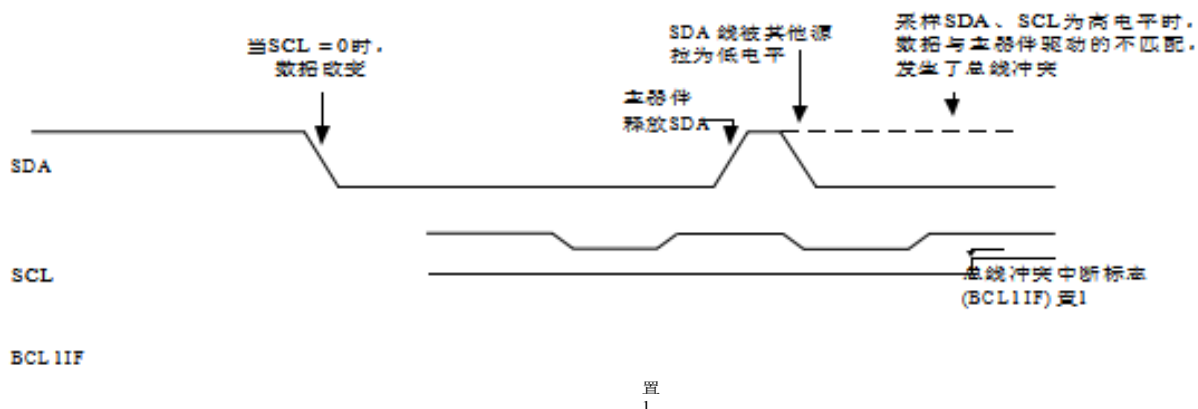 当SCL =0时，
数据改变
SDA 线被其他源
拉为低电平
采样SDA、SCL为高电平时，
数据与主器件驱动的不匹配，
发生了总线冲突
主器件
释放SDA
SDA
SCL
总线冲突中断标志
(BCL1IF) 置1
BCL1IF
置
1